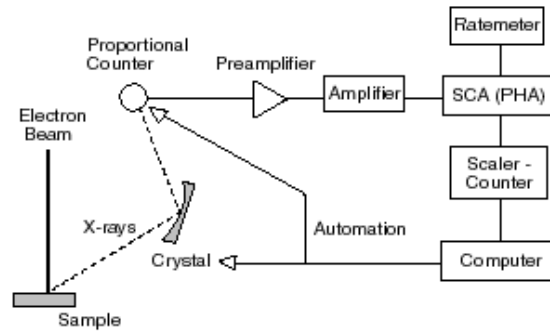 Ratemeter
Proportional
Counter
Preamplifier
Amplifier
SCA (PHA)
Electron
Beam
Scaler -
Counter
X-rays
Automation
Crystal
Computer
Sample